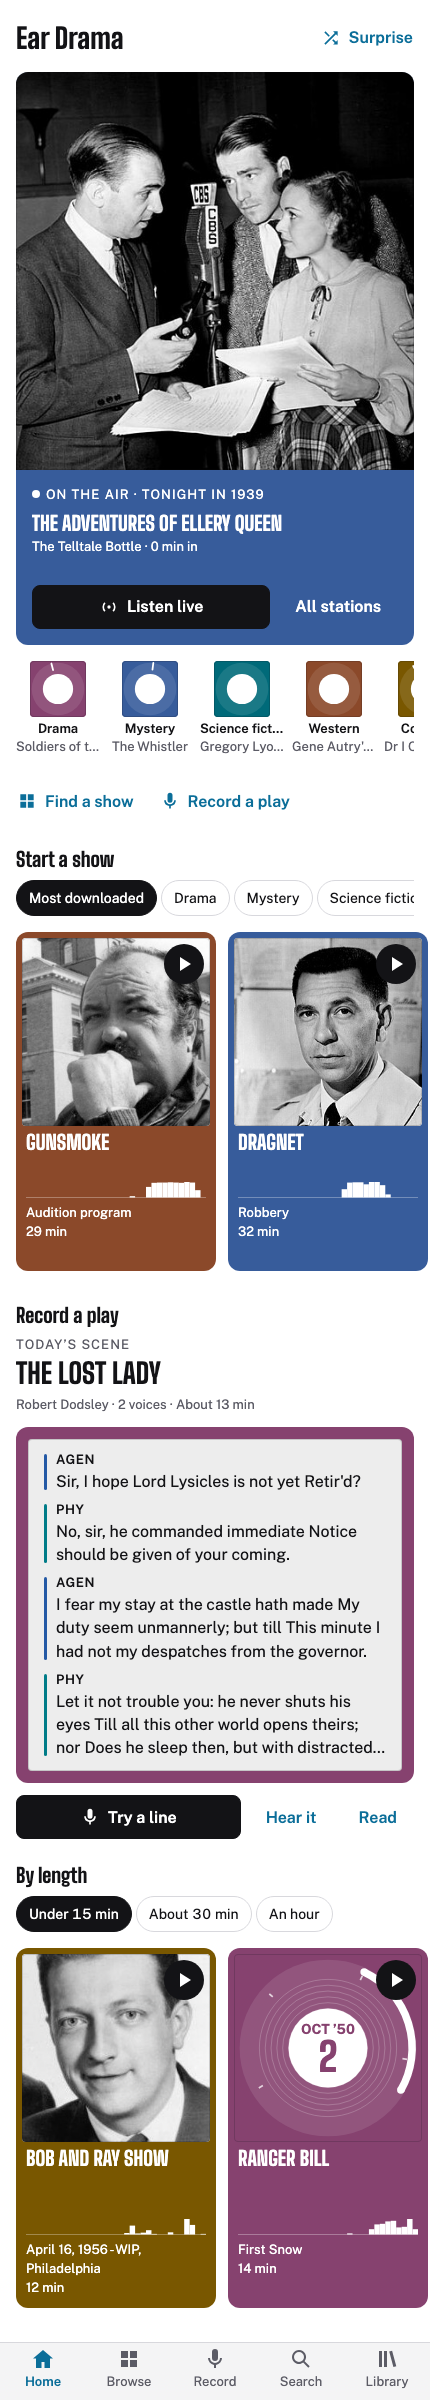 Ear Drama
Surprise
CBS
CBS
ON THE AIR · TONIGHT IN 1939
THE ADVENTURES OF ELLERY QUEEN
The Telltale Bottle · 0 min in
Listen live
All stations
Drama
Soldiers of t...
Mystery
The Whistler
Science fict...
Gregory Lyo...
Western
Gene Autry'...
Co
Dr I C
Find a show
Record a play
Start a show
Most downloaded
Drama
Mystery
Science fictic
GUNSMOKE
Audition program
29 min
DRAGNET
Robbery
32 min
Record a play
TODAY'S SCENE
THE LOST LADY
Robert Dodsley · 2 voices · About 13 min
AGEN
Sir, I hope Lord Lysicles is not yet Retir'd?
PHY
No, sir, he commanded immediate Notice
should be given of your coming.
AGEN
I fear my stay at the castle hath made My
duty seem unmannerly; but till This minute I
had not my despatches from the governor.
PHY
Let it not trouble you: he never shuts his
eyes Till all this other world opens theirs;
nor Does he sleep then, but with distracted...
Try a line
Hear it
Read
By length
Under 15 min
About 30 min
An hour
BOB AND RAY SHOW
April 16, 1956 - WIP,
Philadelphia
12 min
OCT '50
2
RANGER BILL
First Snow
14 min
Home
Browse
Record
Search
Library